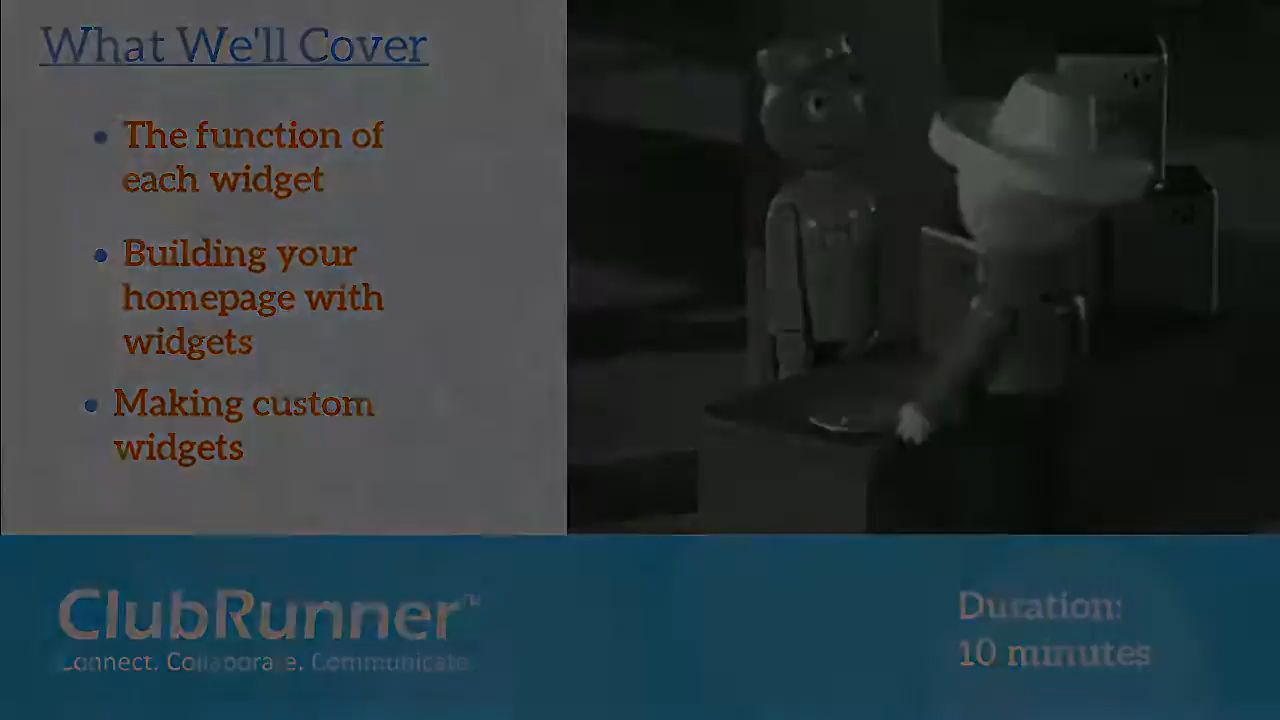 What We'll Cover
The function of
each widget
Building your
homepage with
widgets
Making custom
widgets
ClubRunner™
Connect. Collaborate. Communicate.
Duration:
10 minutes